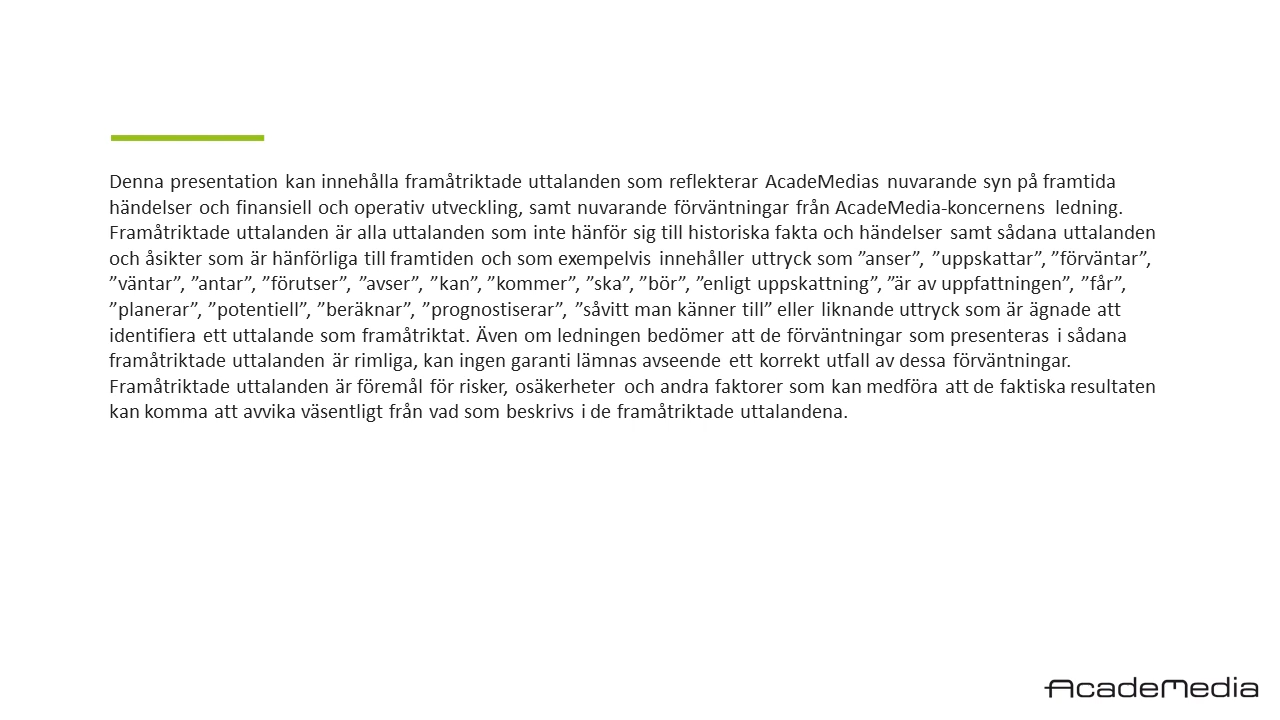 Denna presentation kan innehålla framåtriktade uttalanden som reflekterar AcadeMedias nuvarande syn på framtida
händelser och finansiell och operativ utveckling, samt nuvarande förväntningar från AcadeMedia-koncernens ledning.
Framåtriktade uttalanden är alla uttalanden som inte hänför sig till historiska fakta och händelser samt sådana uttalanden
och åsikter som är hänförliga till framtiden och som exempelvis innehåller uttryck som ”anser”, ”uppskattar”, ”förväntar”,
”väntar”, ”antar”, ”förutser”, ”avser”, ”kan”, ”kommer”, ”ska”, ”bör”, ”enligt uppskattning”, ”är av uppfattningen”, ”får”,
”planerar”, ”potentiell”, ”beräknar”, ”prognostiserar”, ”såvitt man känner till” eller liknande uttryck som är ägnade att
identifiera ett uttalande som framåtriktat. Även om ledningen bedömer att de förväntningar som presenteras i sådana
framåtriktade uttalanden är rimliga, kan ingen garanti lämnas avseende ett korrekt utfall av dessa förväntningar.
Framåtriktade uttalanden är föremål för risker, osäkerheter och andra faktorer som kan medföra att de faktiska resultaten
kan komma att avvika väsentligt från vad som beskrivs i de framåtriktade uttalandena.
AcadeMedia